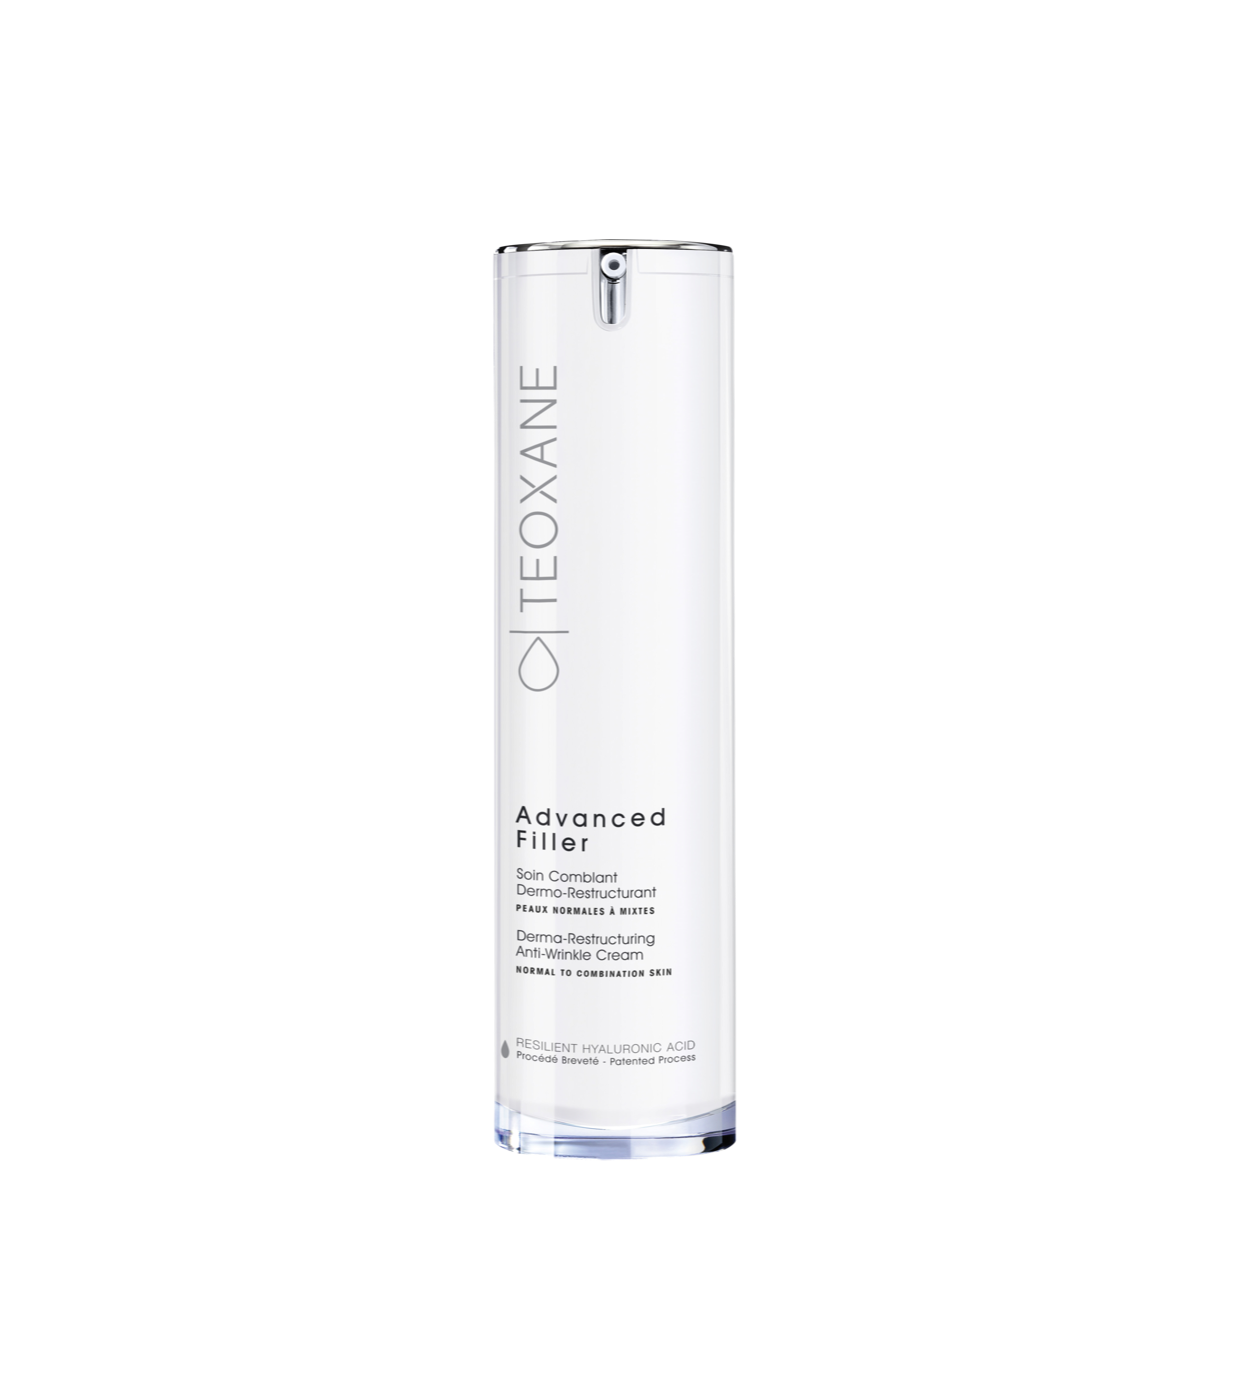 TEOXANE
Advanced
Filler
Soin Comblant
Dermo-Restructurant
PEAUX NORMALES À MIXTES
Derma-Restructuring
Anti-Wrinkle Cream
NORMAL TO COMBINATION SKIN
RESILIENT HYALURONIC ACID
Procédé Breveté - Patented Process